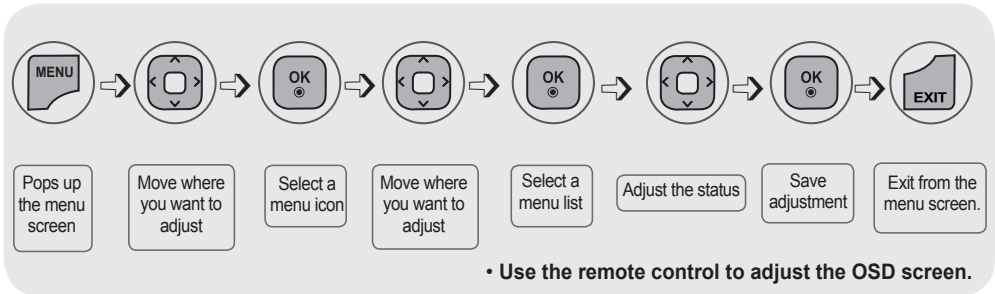 MENU
OK
OK
OK
EXIT
Pops up
the menu
screen
Move where
you want to
adjust
Select a
menu icon
Move where
you want to
adjust
Select a
menu list
Adjust the status
Save
adjustment
Exit from the
menu screen.
• Use the remote control to adjust the OSD screen.